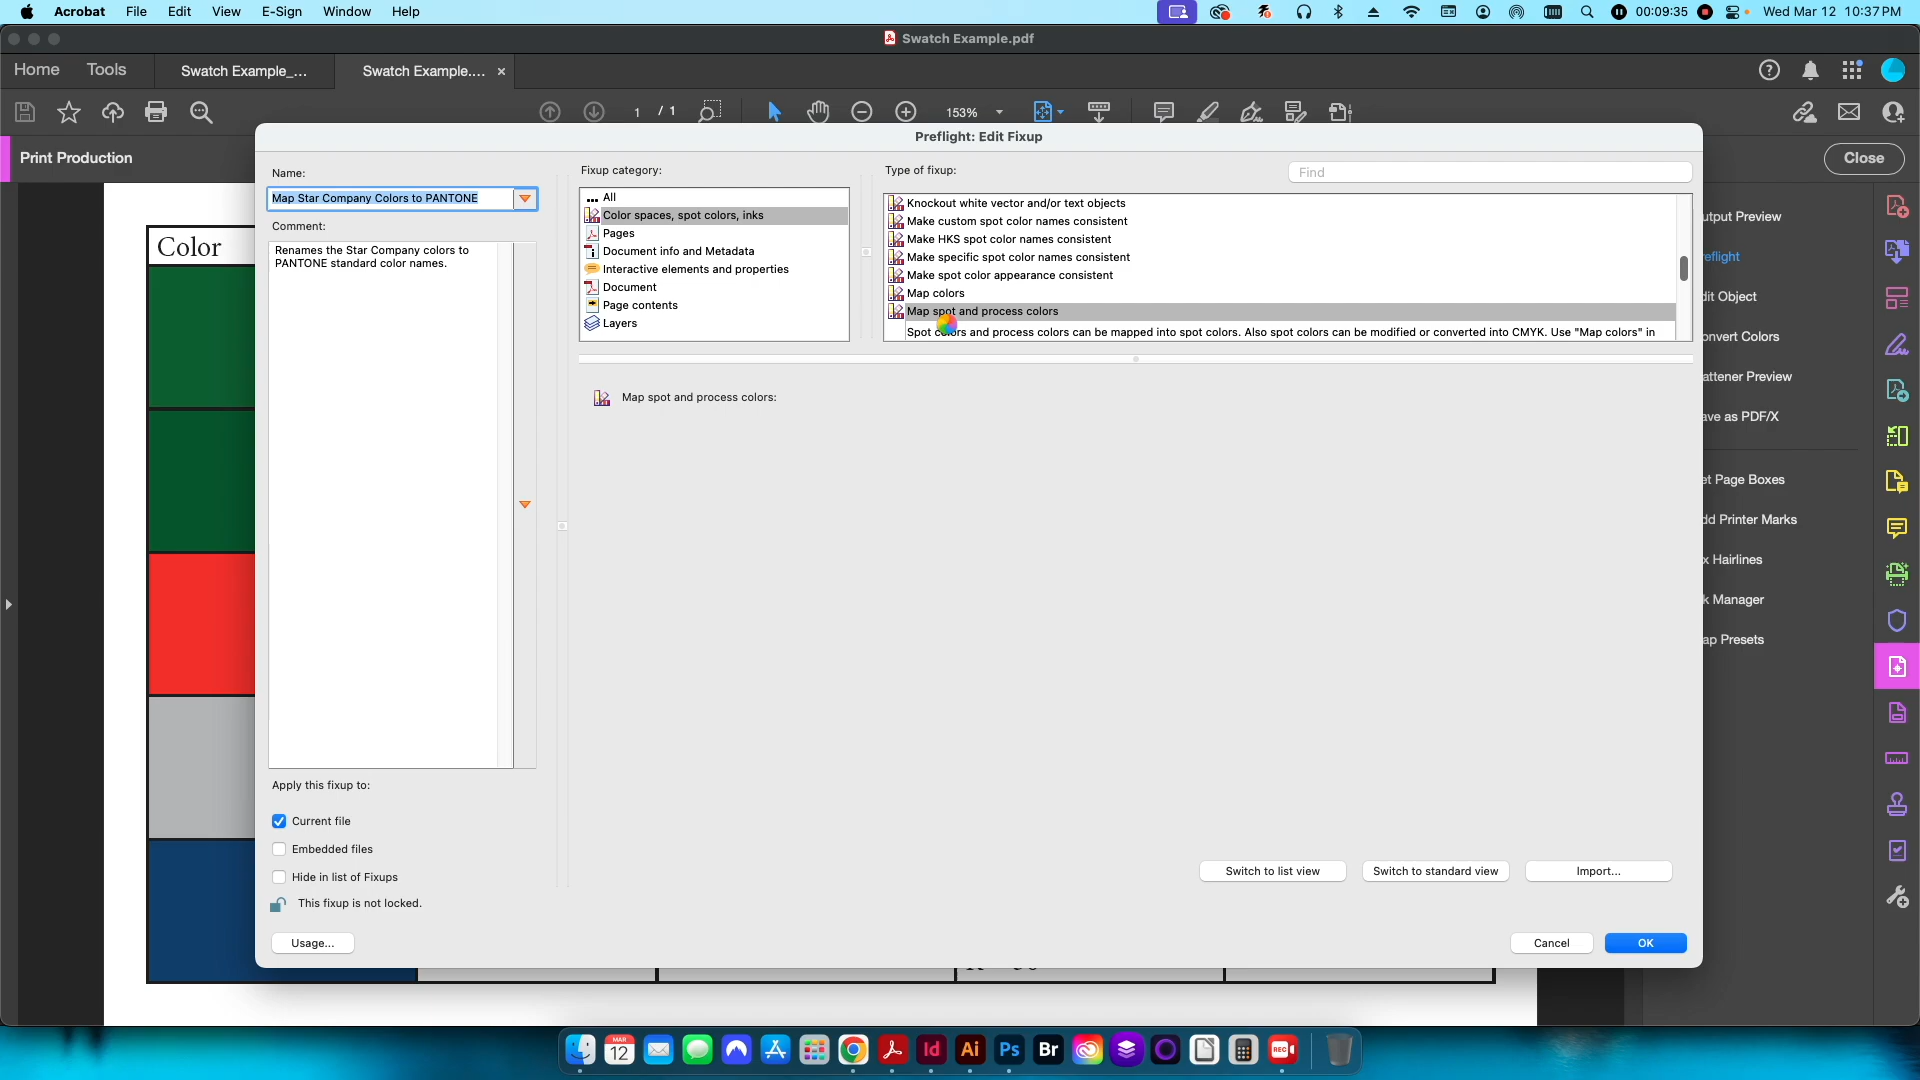 Acrobat File Edit View E-Sign Window Help 00:09:35 Wed Mar 12 10:37 PM
Swatch Example.pdf
Home Tools Swatch Example_... Swatch Example.... ×
1 / 1 153%
Print Production
Close
Preflight: Edit Fixup
Name:
Map Star Company Colors to PANTONE
Comment:
Renames the Star Company colors to
PANTONE standard color names.
Apply this fixup to:
Current file
Embedded files
Hide in list of Fixups
This fixup is not locked.
Usage...
Fixup category:
All
Color spaces, spot colors, inks
Pages
Document info and Metadata
Interactive elements and properties
Document
Page contents
Layers
Type of fixup:
Find
Knockout white vector and/or text objects
Make custom spot color names consistent
Make HKS spot color names consistent
Make specific spot color names consistent
Make spot color appearance consistent
Map colors
Map spot and process colors
Spot colors and process colors can be mapped into spot colors. Also spot colors can be modified or converted into CMYK. Use "Map colors" in
Map spot and process colors:
Switch to list view Switch to standard view Import...
Cancel OK
Color
utput Preview
reflight
dit Object
onvert Colors
attener Preview
ave as PDF/X
et Page Boxes
dd Printer Marks
x Hairlines
k Manager
ap Presets
MAR
12
Id Ai Ps Br
REC